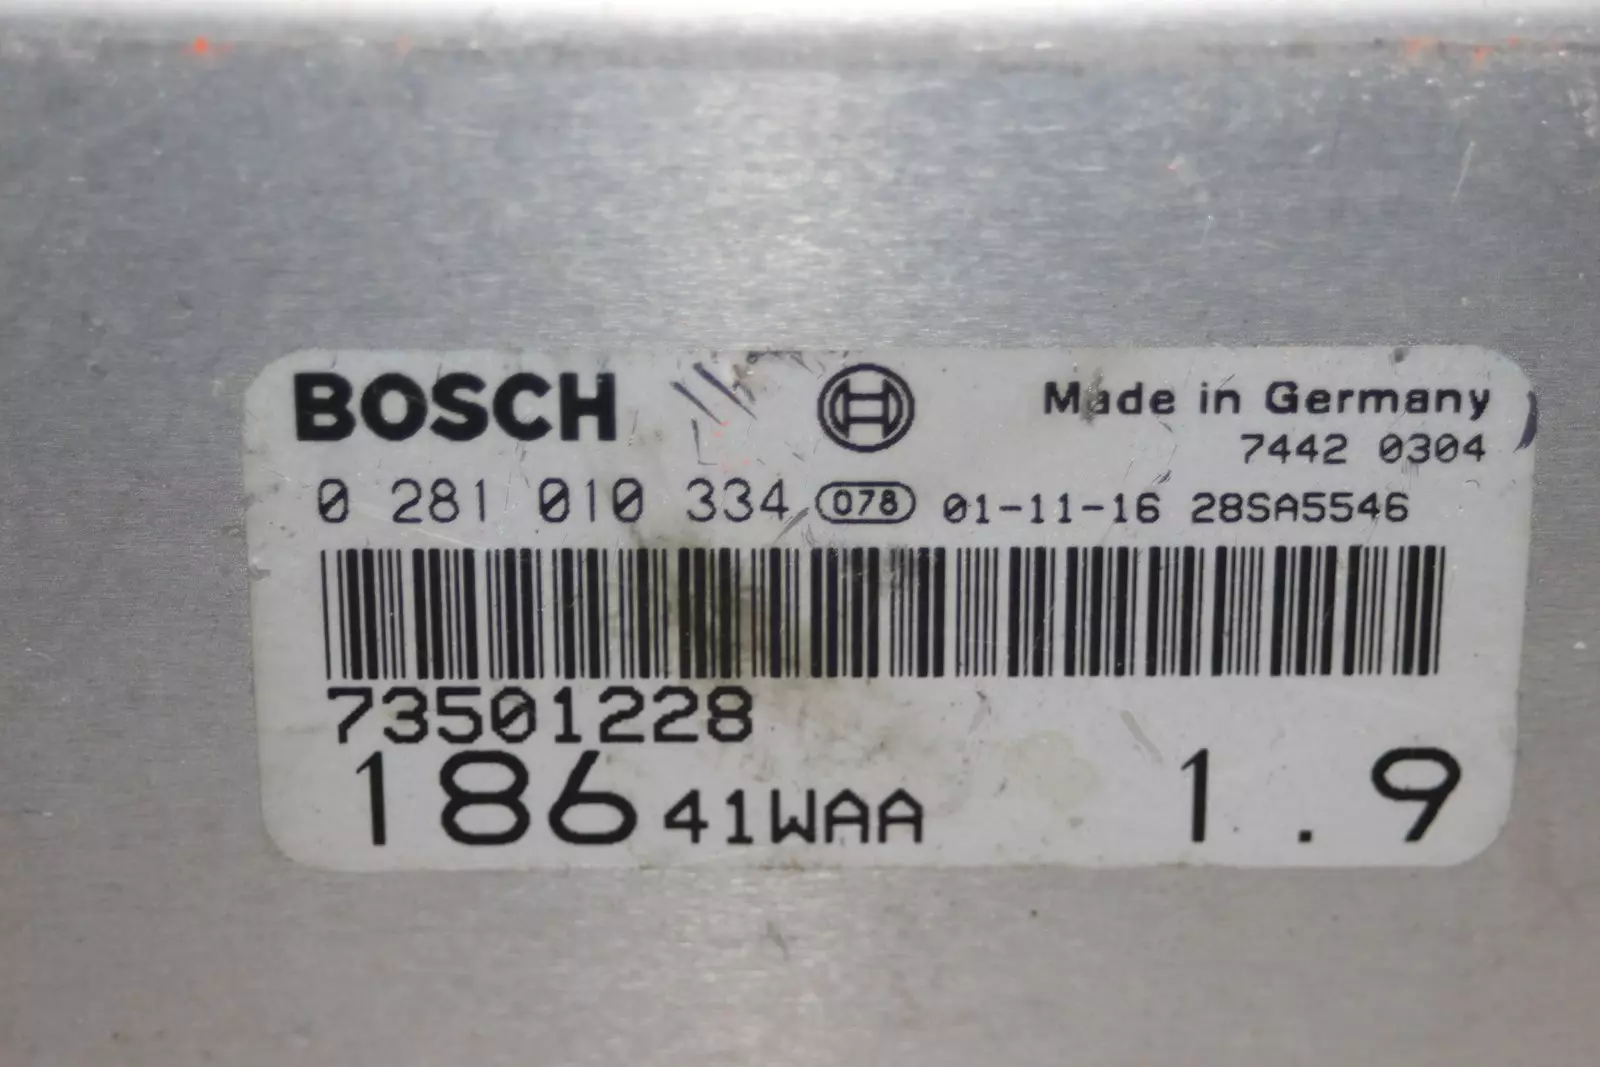 BOSCH
Made in Germany
7442 0304
0 281 010 334 078 01-11-16 28SA5546
73501228
186 41WAA 1.9